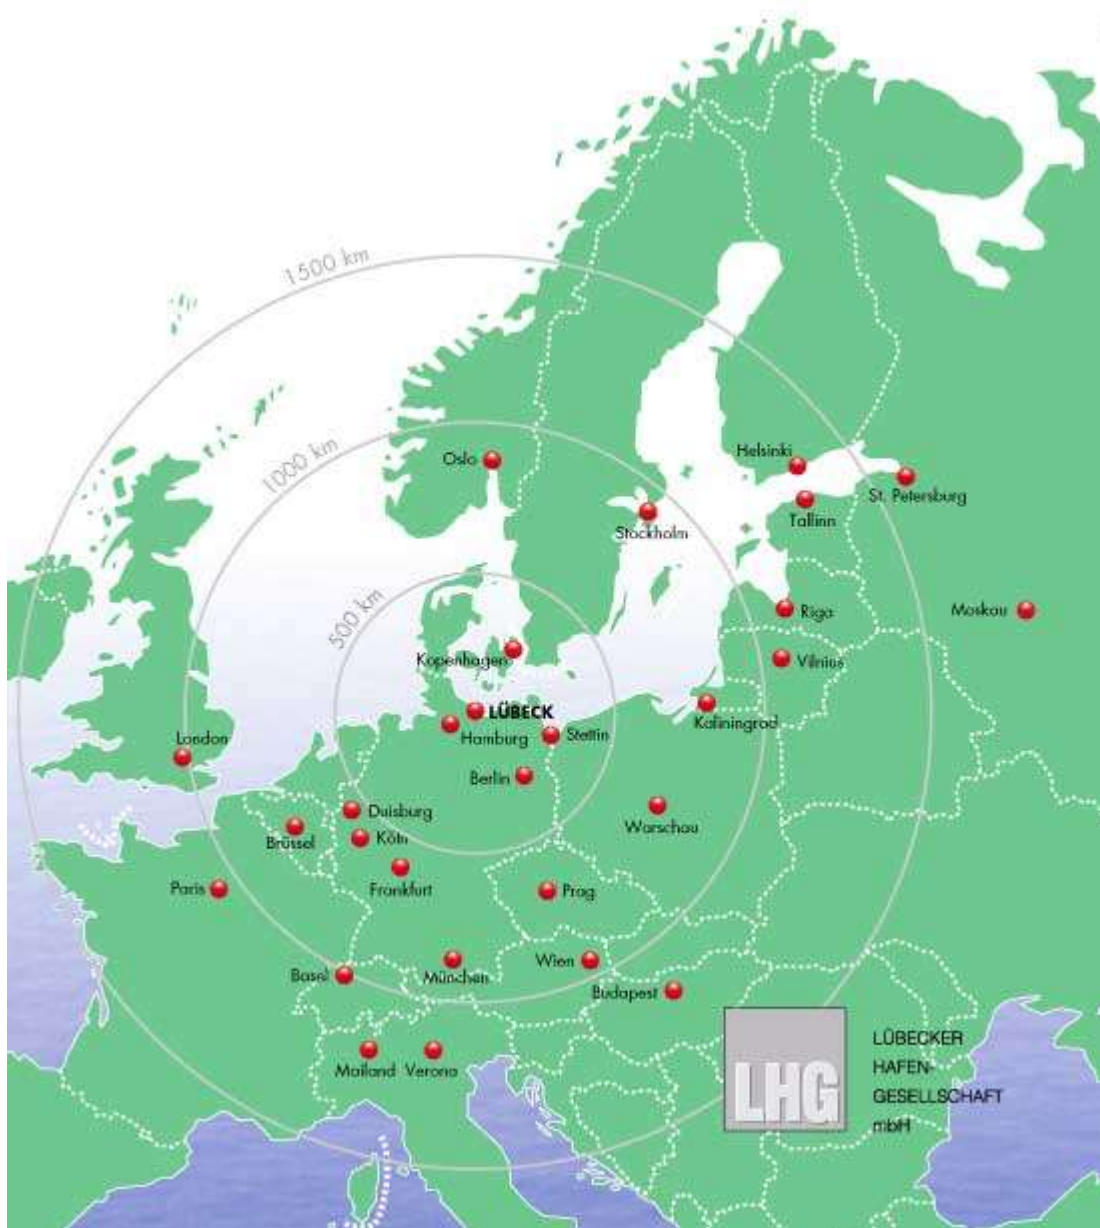 1500 km
1000 km
Oslo
Helsinki
St. Petersburg
Tallinn
Stockholm
500 km
Riga
Moskau
Kopenhagen
Vilnius
LÜBECK
Kaliningrad
Hamburg
Stettin
London
Berlin
Duisburg
Warschau
Brüssel
Köln
Paris
Frankfurt
Prag
Basel
München
Wien
Budapest
Mailand
Verona
LHG
LÜBECKER
HAFEN-
GESELLSCHAFT
mbH